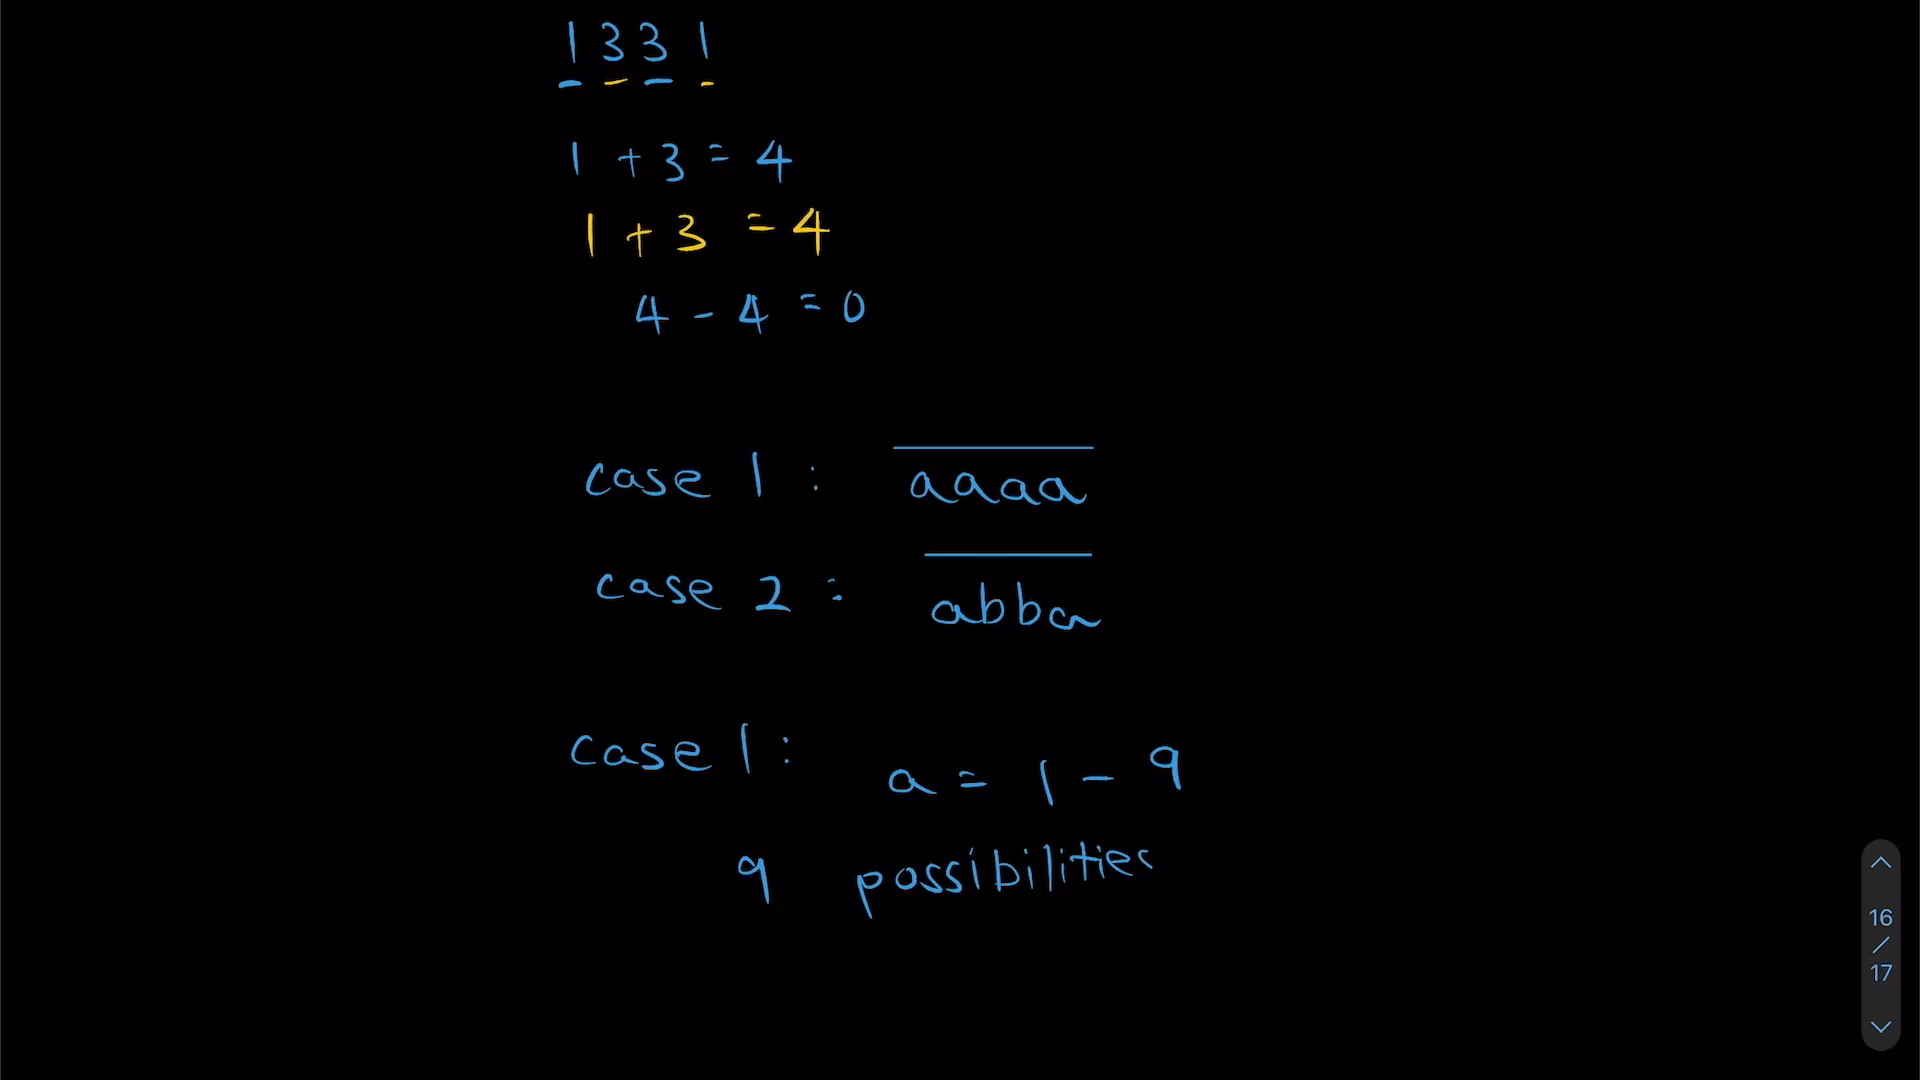 1331
1 + 3 = 4
1 + 3 = 4
4 - 4 = 0
case 1 : aaaa
case 2 : abba
case 1 : a = 1 - 9
9 possibilities
16
/
17